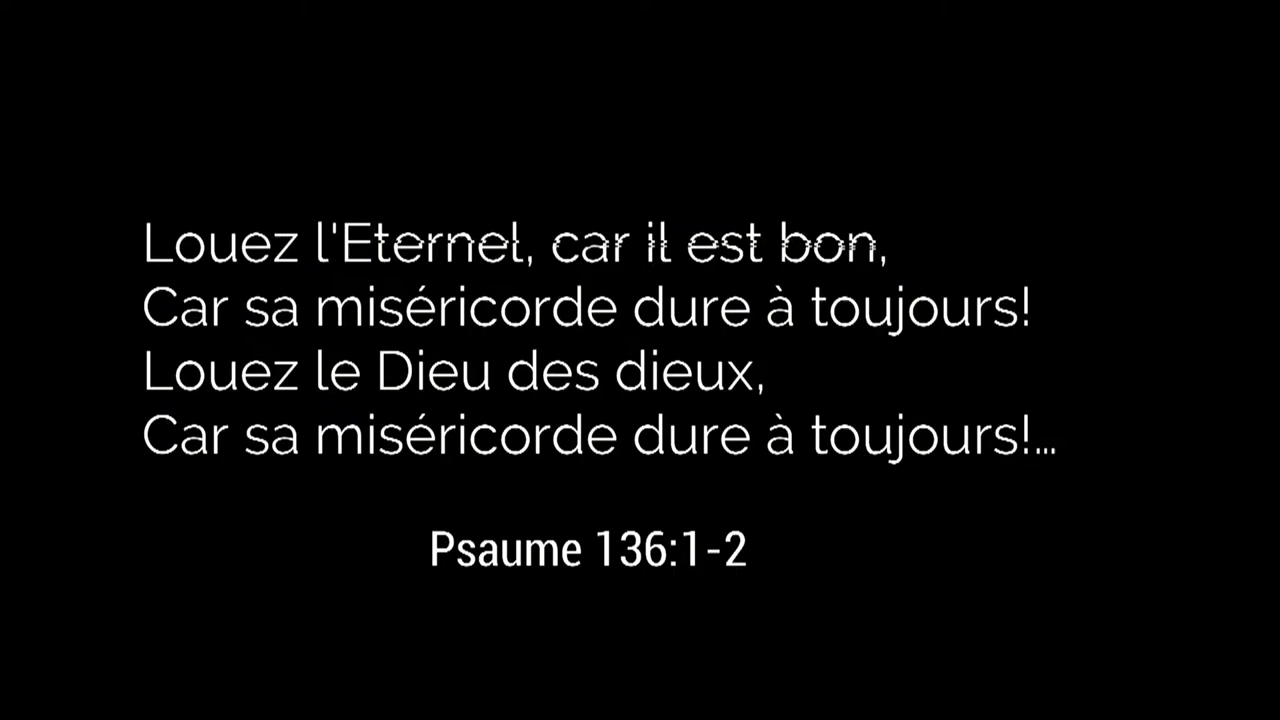 Louez l'Eternel, car il est bon,
Car sa miséricorde dure à toujours!
Louez le Dieu des dieux,
Car sa miséricorde dure à toujours!...
Psaume 136:1-2